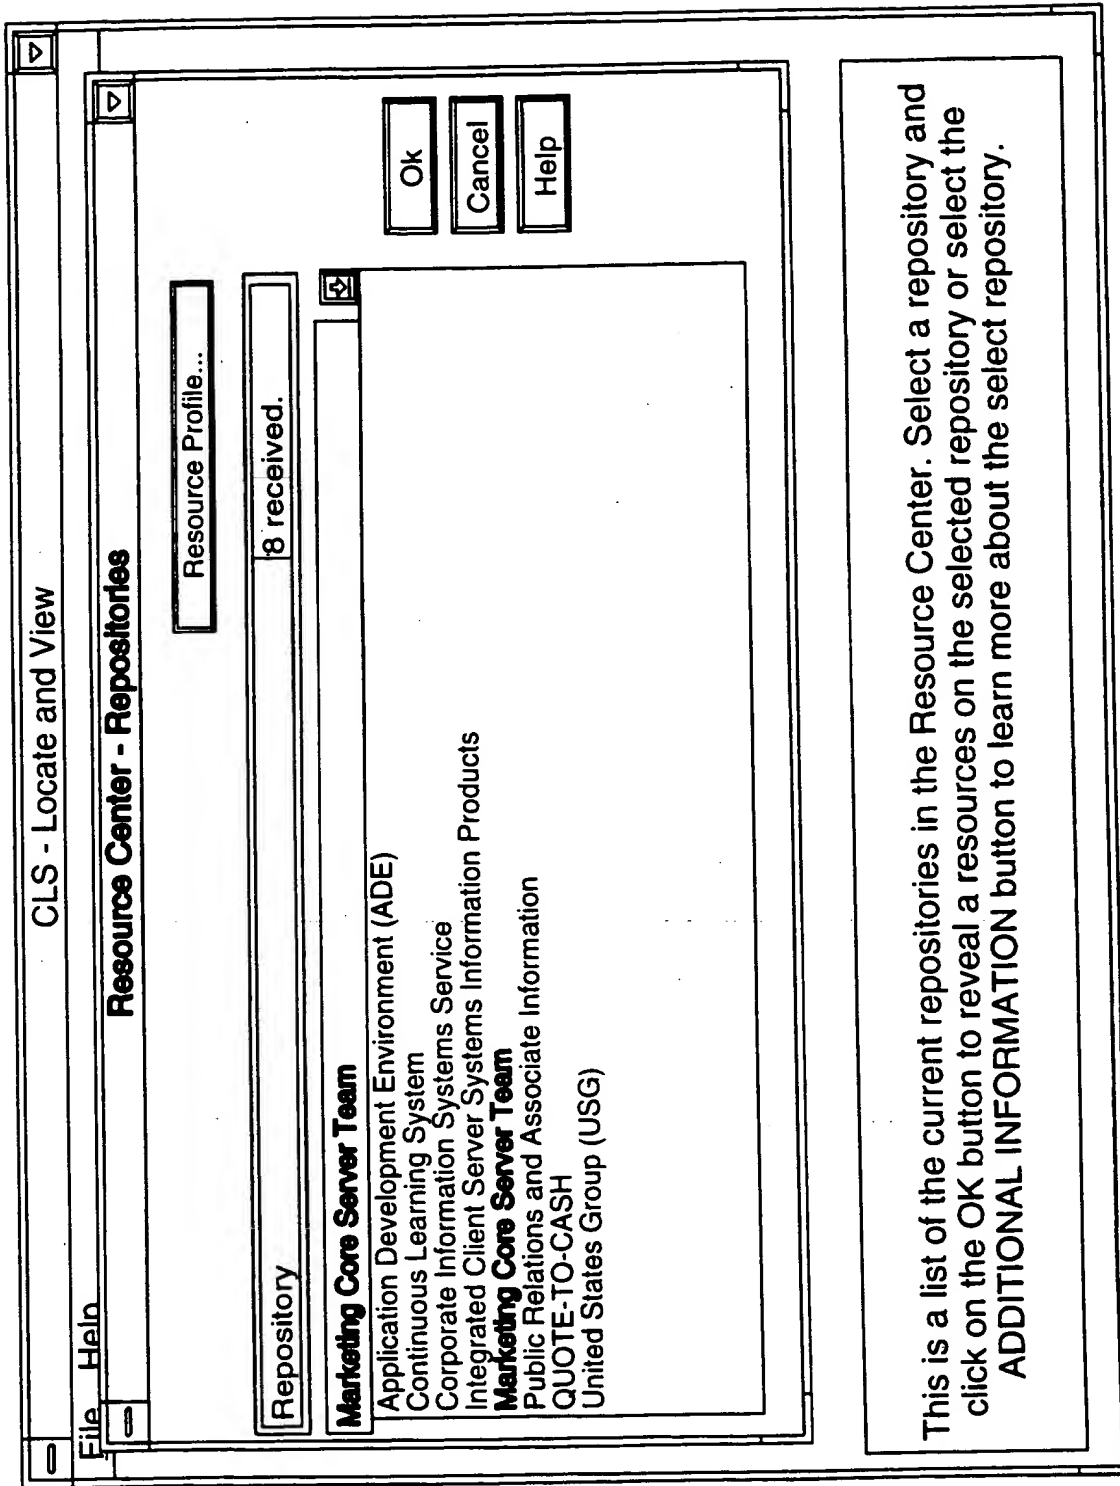 CLS - Locate and View
File Help
Resource Center - Repositories
Resource Profile...
Repository
8 received.
Marketing Core Server Team
Application Development Environment (ADE)
Continuous Learning System
Corporate Information Systems Service
Integrated Client Server Systems Information Products
Marketing Core Server Team
Public Relations and Associate Information
QUOTE-TO-CASH
United States Group (USG)
Ok
Cancel
Help
This is a list of the current repositories in the Resource Center. Select a repository and
click on the OK button to reveal a resources on the selected repository or select the
ADDITIONAL INFORMATION button to learn more about the select repository.